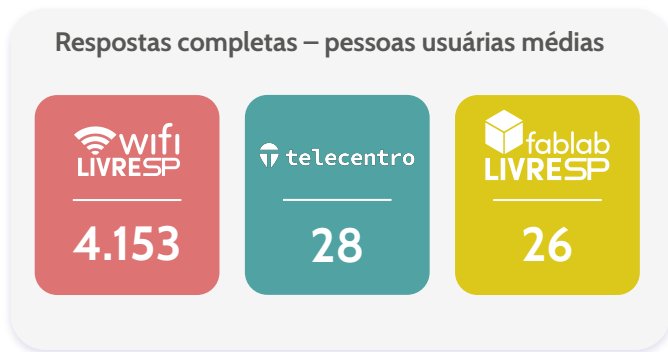 Respostas completas – pessoas usuárias médias
wifi
LIVRESP
4.153
telecentro
28
fablab
LIVRESP
26